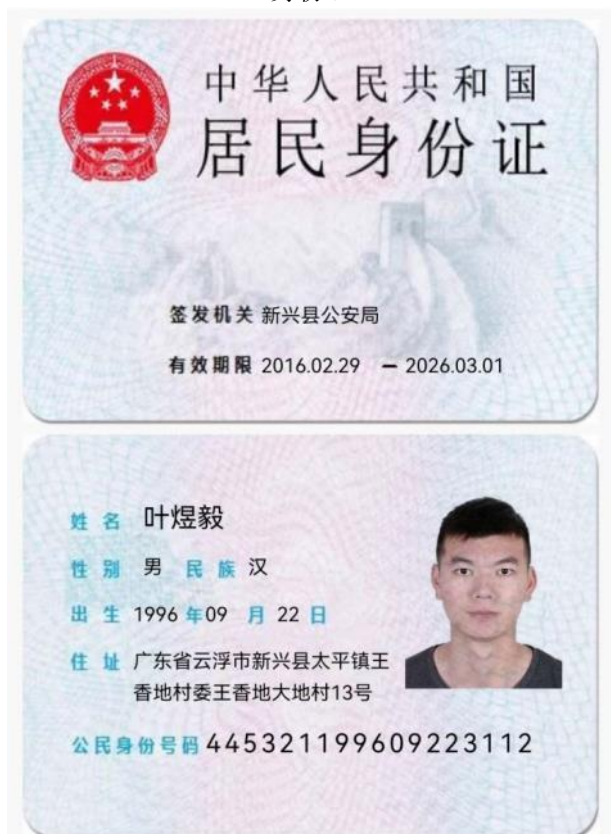 中华人民共和国
居民身份证
签发机关 新兴县公安局
有效期限 2016.02.29 — 2026.03.01
姓名 叶煜毅
性别 男 民族 汉
出生 1996 年 09 月 22 日
住址 广东省云浮市新兴县太平镇王
香地村委王香地大地村13号
公民身份号码 445321199609223112